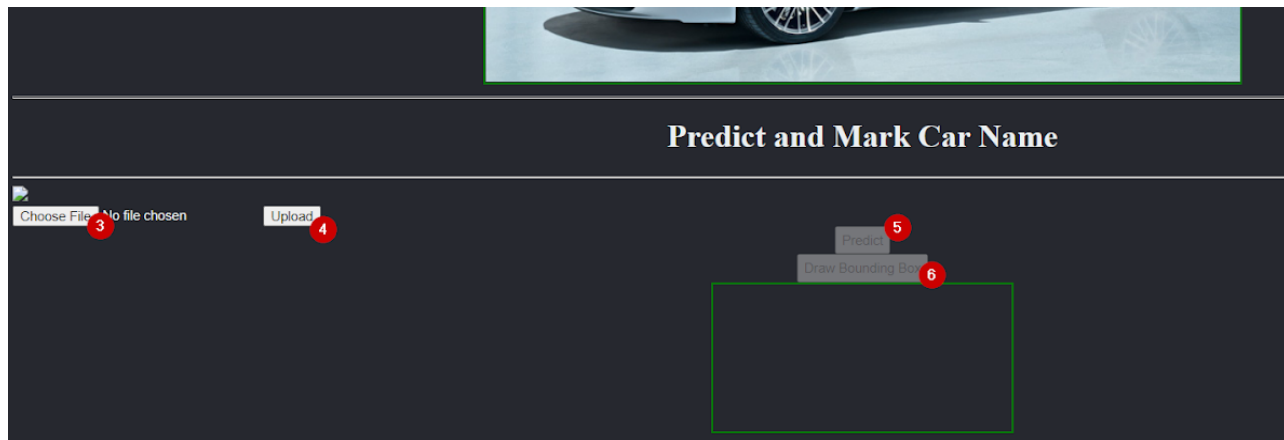 Predict and Mark Car Name
Choose File No file chosen Upload
3 4
Predict 5
Draw Bounding Box 6